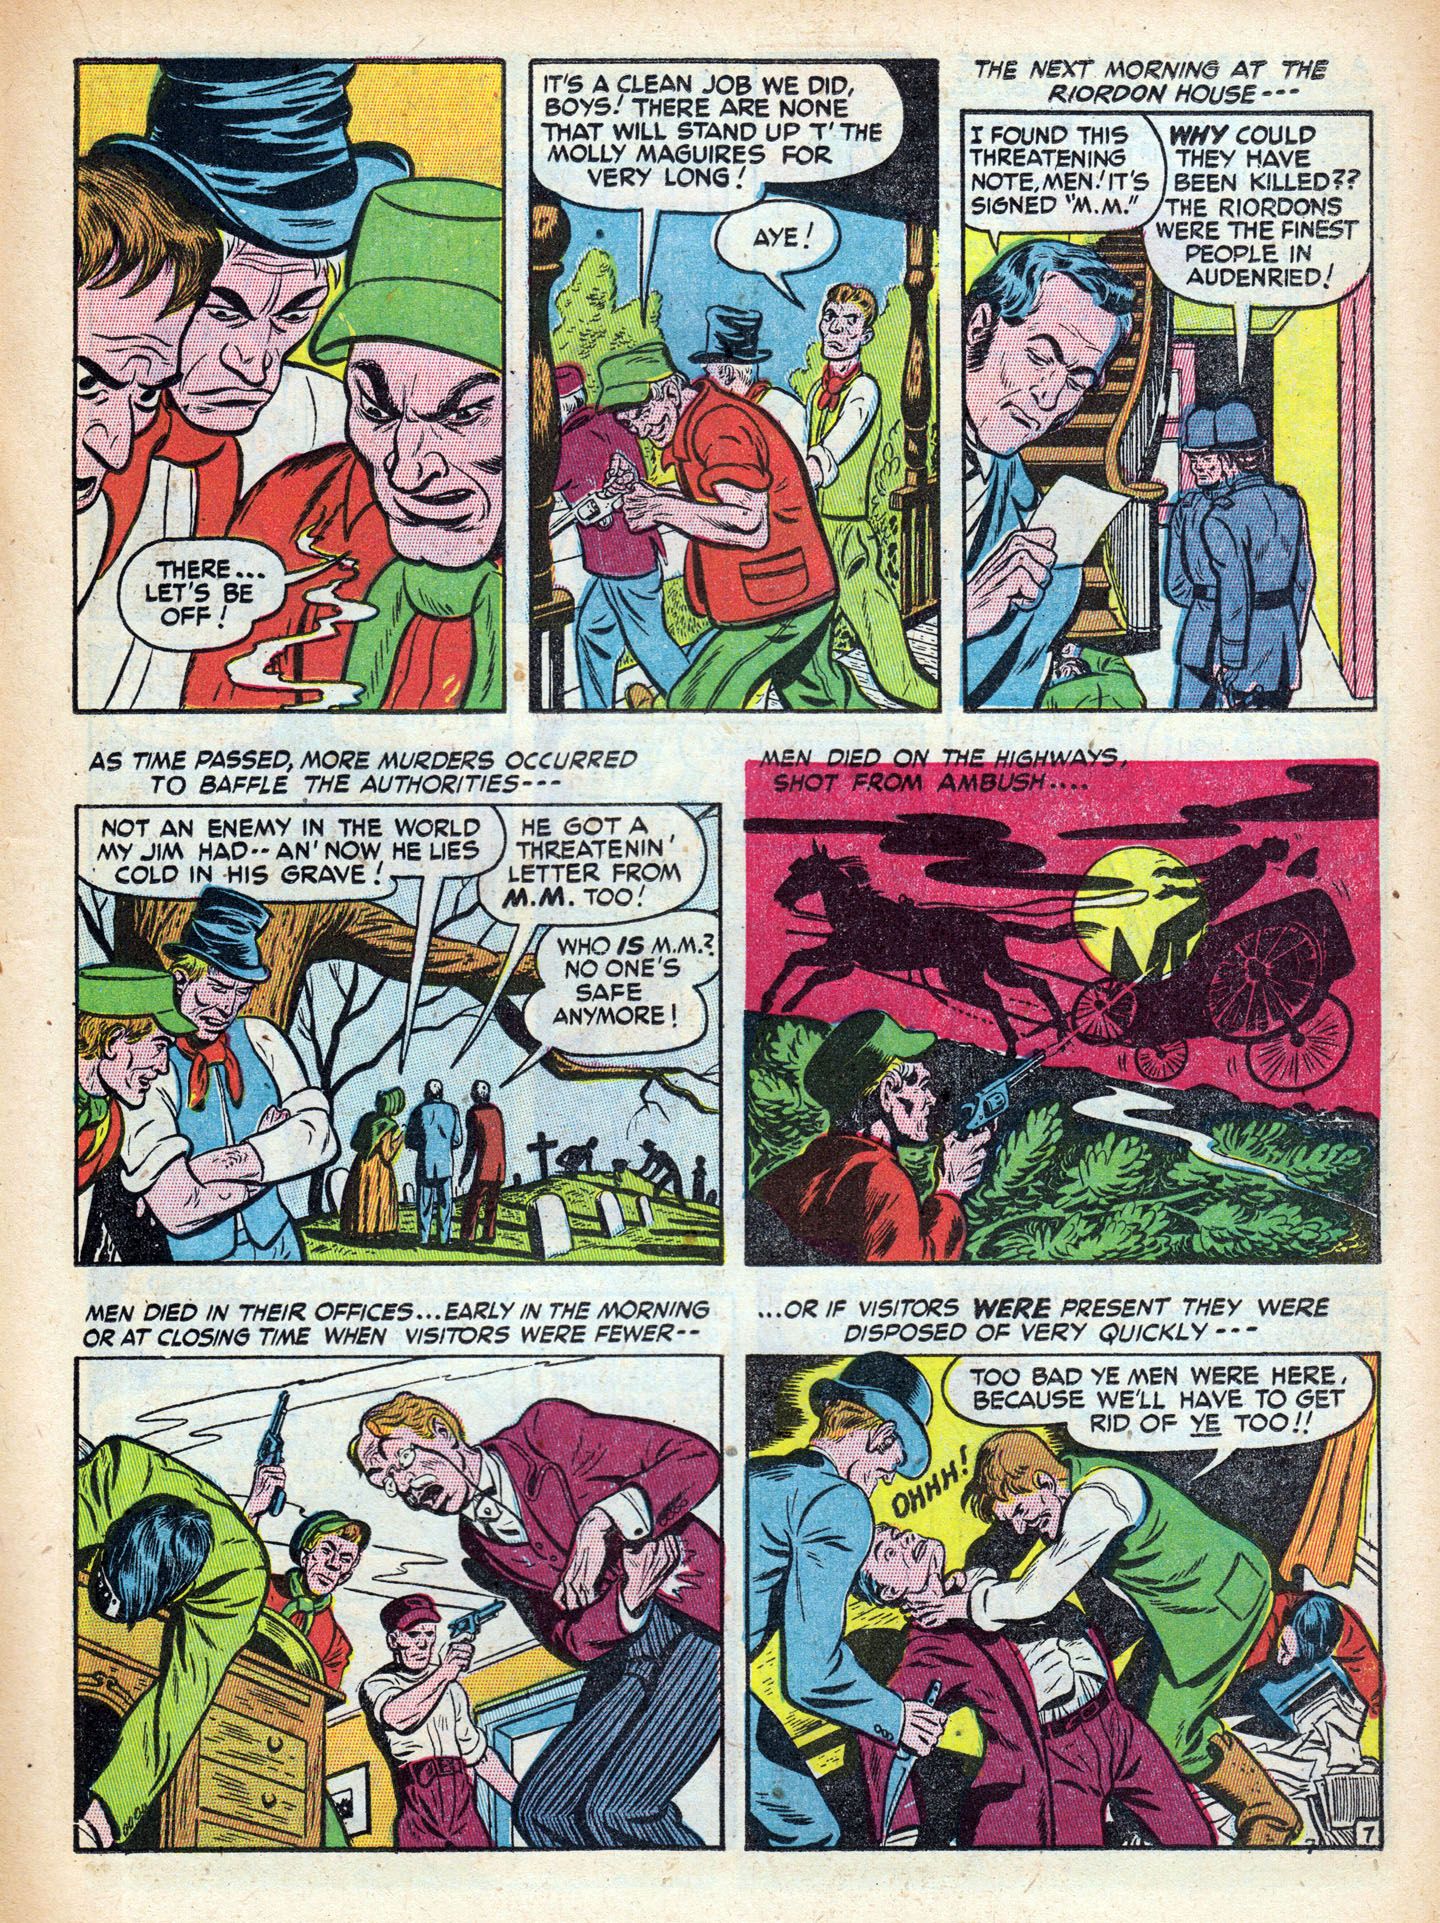 THERE...
LET'S BE
OFF!
IT'S A CLEAN JOB WE DID,
BOYS! THERE ARE NONE
THAT WILL STAND UP T' THE
MOLLY MAGUIRES FOR
VERY LONG!
AYE!
THE NEXT MORNING AT THE
RIORDON HOUSE---
I FOUND THIS
THREATENING
NOTE, MEN! IT'S
SIGNED "M.M."
WHY COULD
THEY HAVE
BEEN KILLED??
THE RIORDONS
WERE THE FINEST
PEOPLE IN
AUDENRIED!
AS TIME PASSED, MORE MURDERS OCCURRED
TO BAFFLE THE AUTHORITIES---
NOT AN ENEMY IN THE WORLD
MY JIM HAD--AN' NOW HE LIES
COLD IN HIS GRAVE!
HE GOT A
THREATENIN'
LETTER FROM
M.M. TOO!
WHO IS M.M.?
NO ONE'S
SAFE
ANYMORE!
MEN DIED ON THE HIGHWAYS,
SHOT FROM AMBUSH....
MEN DIED IN THEIR OFFICES...EARLY IN THE MORNING
OR AT CLOSING TIME WHEN VISITORS WERE FEWER--
...OR IF VISITORS WERE PRESENT THEY WERE
DISPOSED OF VERY QUICKLY---
TOO BAD YE MEN WERE HERE,
BECAUSE WE'LL HAVE TO GET
RID OF YE TOO!!
OHHH!
7